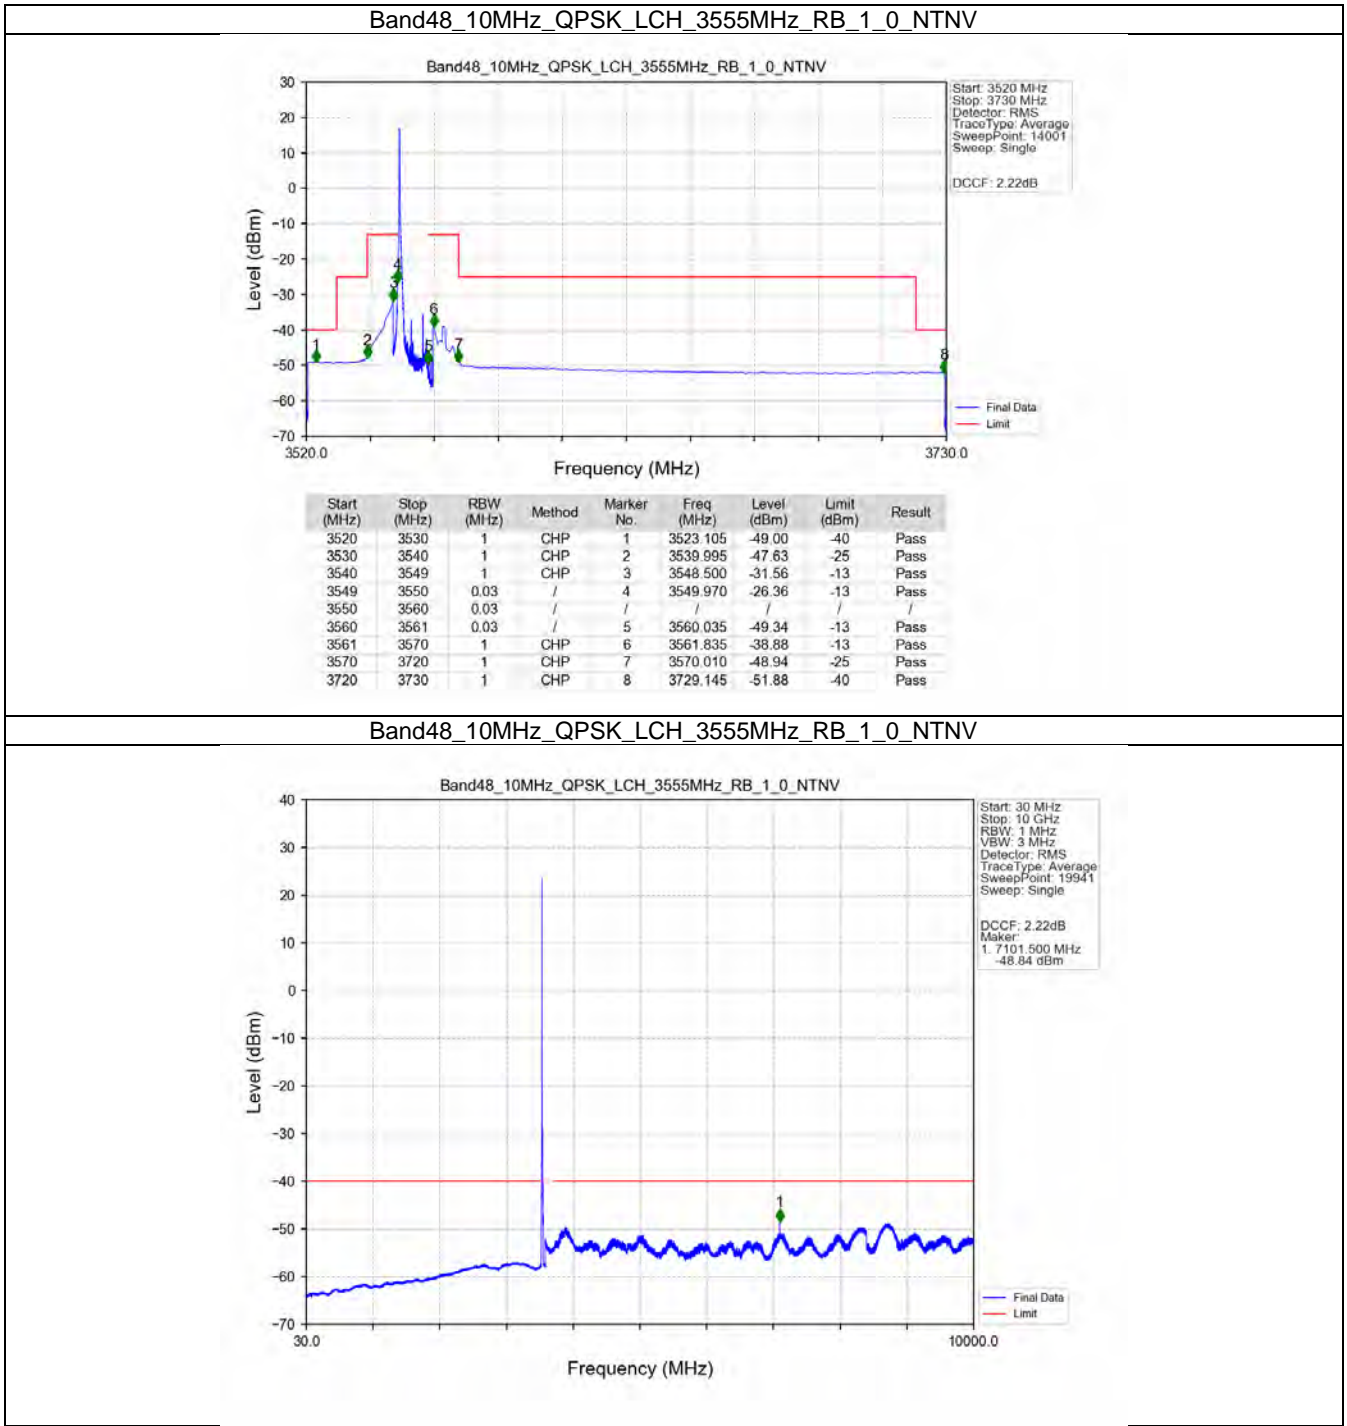 Band48_10MHz_QPSK_LCH_3555MHz_RB_1_0_NTNV
Band48_10MHz_QPSK_LCH_3555MHz_RB_1_0_NTNV
Start: 3520 MHz
Stop: 3730 MHz
Detector: RMS
TraceType: Average
SweepPoint: 14001
Sweep: Single
DCCF: 2.22dB
30
20
10
0
−10
−20
−30
−40
−50
−60
−70
Level (dBm)
1
2
3
4
5
6
7
8
Final Data
Limit
3520.0
3730.0
Frequency (MHz)
Start (MHz) Stop (MHz) RBW (MHz) Method Marker No. Freq (MHz) Level (dBm) Limit (dBm) Result
3520 3530 1 CHP 1 3523.105 -49.00 -40 Pass
3530 3540 1 CHP 2 3539.995 -47.63 -25 Pass
3540 3549 1 CHP 3 3548.500 -31.56 -13 Pass
3549 3550 0.03 / 4 3549.970 -26.36 -13 Pass
3550 3560 0.03 / / / / / /
3560 3561 0.03 / 5 3560.035 -49.34 -13 Pass
3561 3570 1 CHP 6 3561.835 -38.88 -13 Pass
3570 3720 1 CHP 7 3570.010 -48.94 -25 Pass
3720 3730 1 CHP 8 3729.145 -51.88 -40 Pass
Band48_10MHz_QPSK_LCH_3555MHz_RB_1_0_NTNV
Band48_10MHz_QPSK_LCH_3555MHz_RB_1_0_NTNV
Start: 30 MHz
Stop: 10 GHz
RBW: 1 MHz
VBW: 3 MHz
Detector: RMS
TraceType: Average
SweepPoint: 19941
Sweep: Single
DCCF: 2.22dB
Maker:
1. 7101.500 MHz
-48.84 dBm
40
30
20
10
0
−10
−20
−30
−40
−50
−60
−70
Level (dBm)
1
Final Data
Limit
30.0
10000.0
Frequency (MHz)